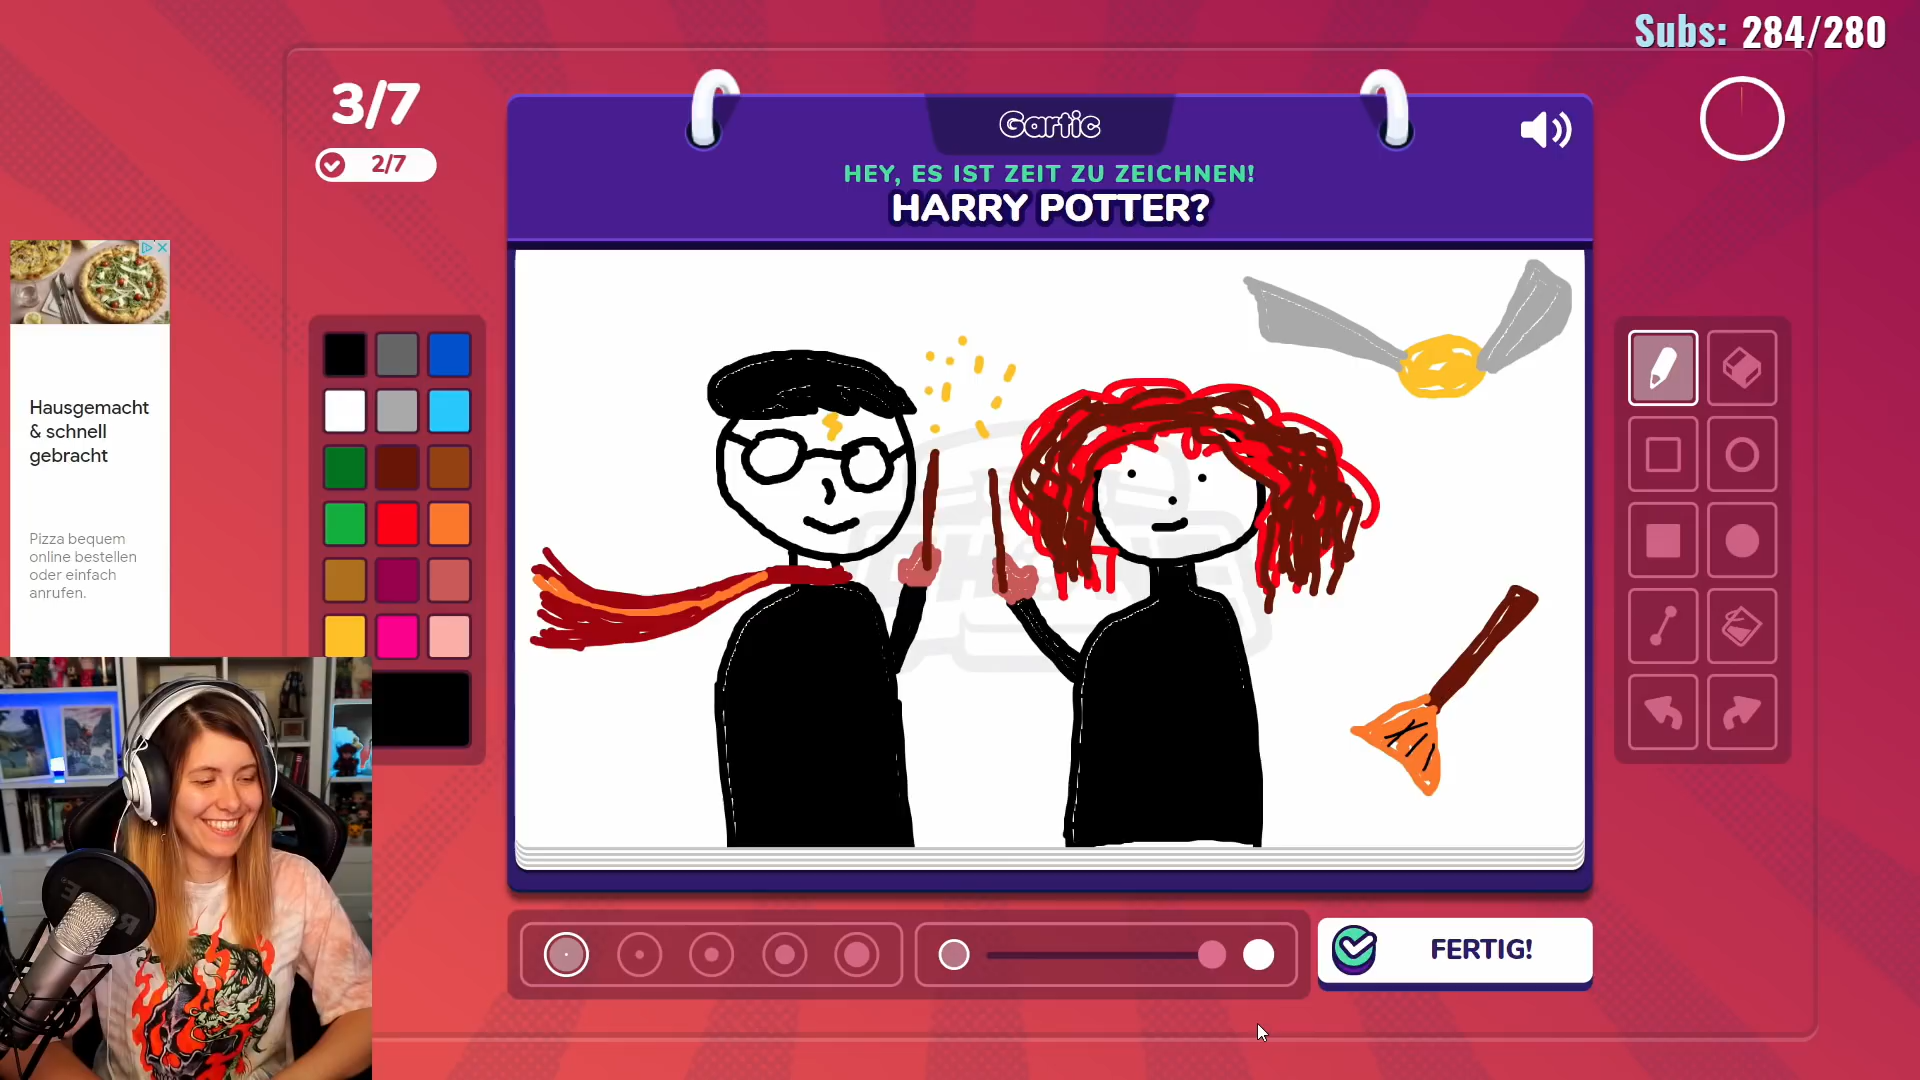 Subs: 284/280
3/7
2/7
Gartic
HEY, ES IST ZEIT ZU ZEICHNEN!
HARRY POTTER?
Hausgemacht
& schnell
gebracht
Pizza bequem
online bestellen
oder einfach
anrufen.
PHONE
FERTIG!